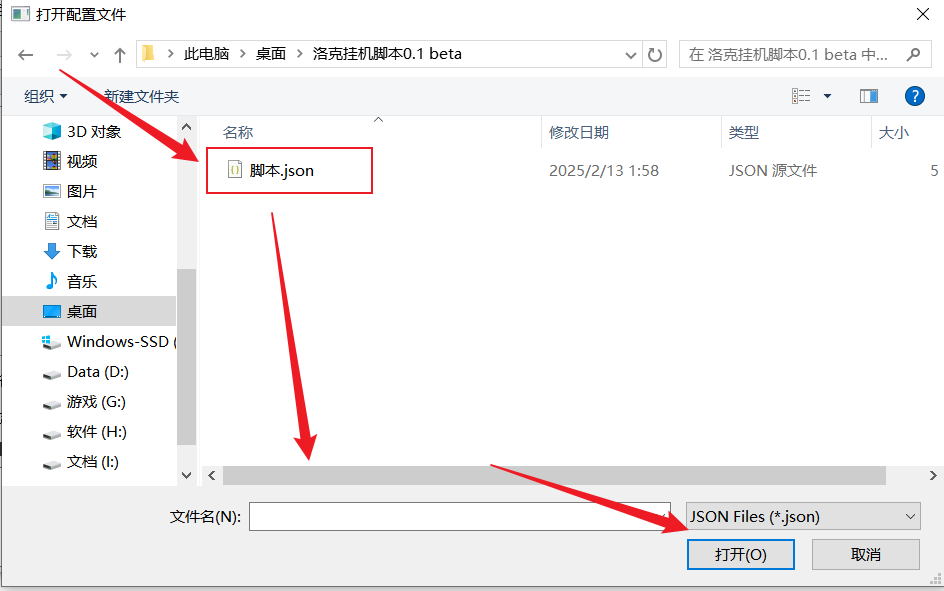 打开配置文件
此电脑 > 桌面 > 洛克挂机脚本0.1 beta
在 洛克挂机脚本0.1 beta 中...
组织 新建文件夹
名称 修改日期 类型 大小
脚本.json 2025/2/13 1:58 JSON 源文件 5
3D 对象
视频
图片
文档
下载
音乐
桌面
Windows-SSD (
Data (D:)
游戏 (G:)
软件 (H:)
文档 (I:)
文件名(N):
JSON Files (*.json)
打开(O) 取消